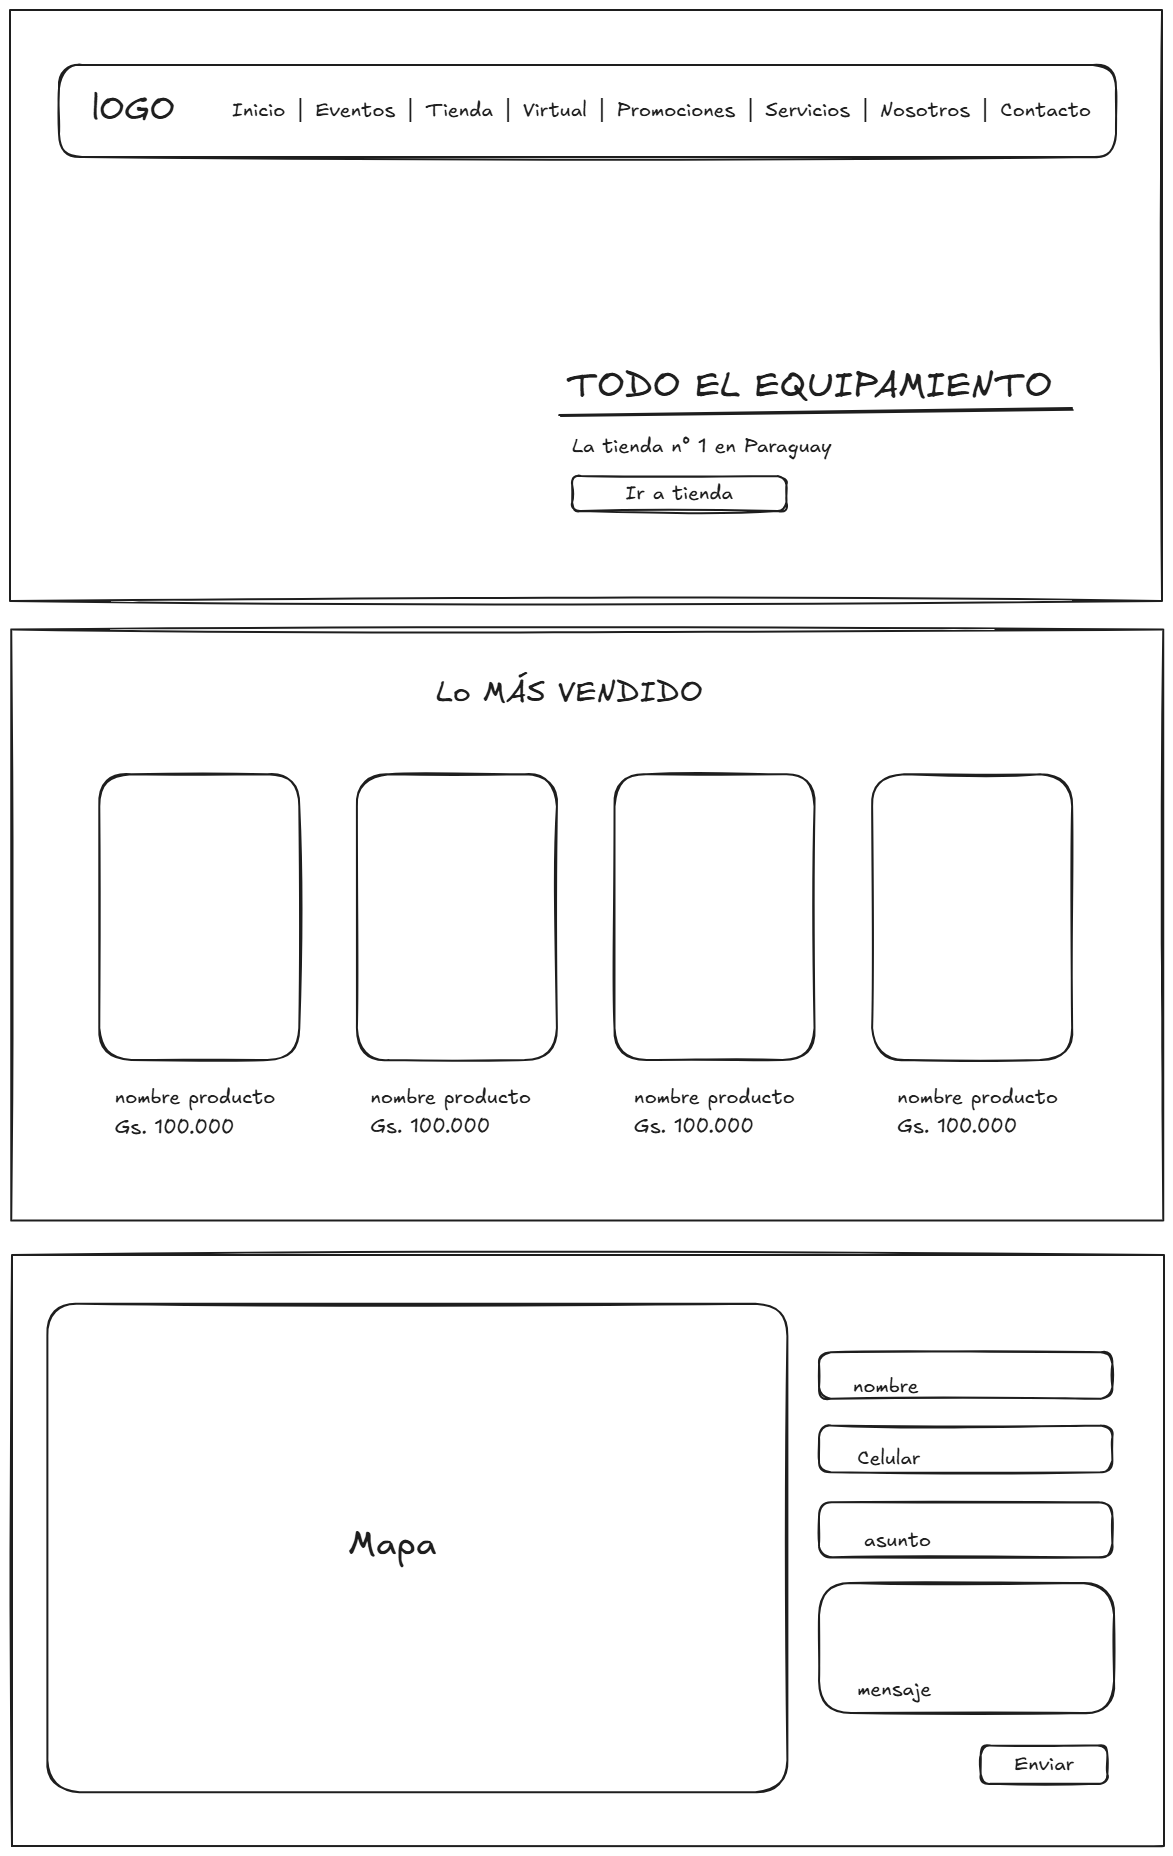 lOGO Inicio | Eventos | Tienda | Virtual | Promociones | Servicios | Nosotros | Contacto
TODO EL EQUIPAMIENTO
La tienda n° 1 en Paraguay
Ir a tienda
Lo MÁS VENDIDO
nombre producto nombre producto nombre producto nombre producto
Gs. 100.000 Gs. 100.000 Gs. 100.000 Gs. 100.000
Mapa
nombre
Celular
asunto
mensaje
Enviar